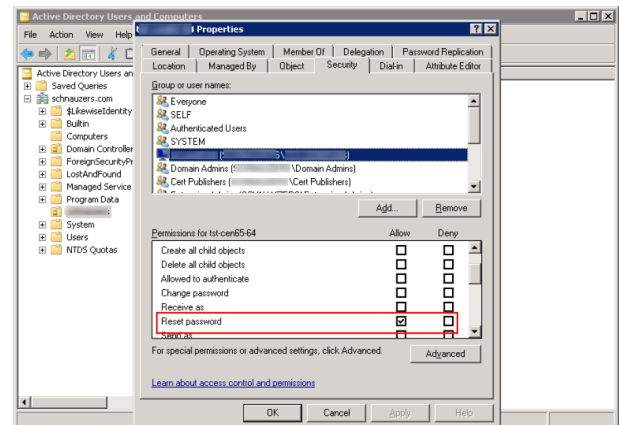 Active Directory Users and Computers
File Action View Help
Active Directory Users an
Saved Queries
schnauzers.com
$LikewiseIdentity
Builtin
Computers
Domain Controller
ForeignSecurityPr
LostAndFound
Managed Service
Program Data
System
Users
NTDS Quotas
Properties
General Operating System Member Of Delegation Password Replication
Location Managed By Object Security Dial-in Attribute Editor
Group or user names:
Everyone
SELF
Authenticated Users
SYSTEM
Domain Admins ( \Domain Admins)
Cert Publishers ( \Cert Publishers)
Add... Remove
Permissions for tst-cen65-64 Allow Deny
Create all child objects
Delete all child objects
Allowed to authenticate
Change password
Receive as
Reset password
Send as
For special permissions or advanced settings, click Advanced. Advanced
Learn about access control and permissions
OK Cancel Apply Help